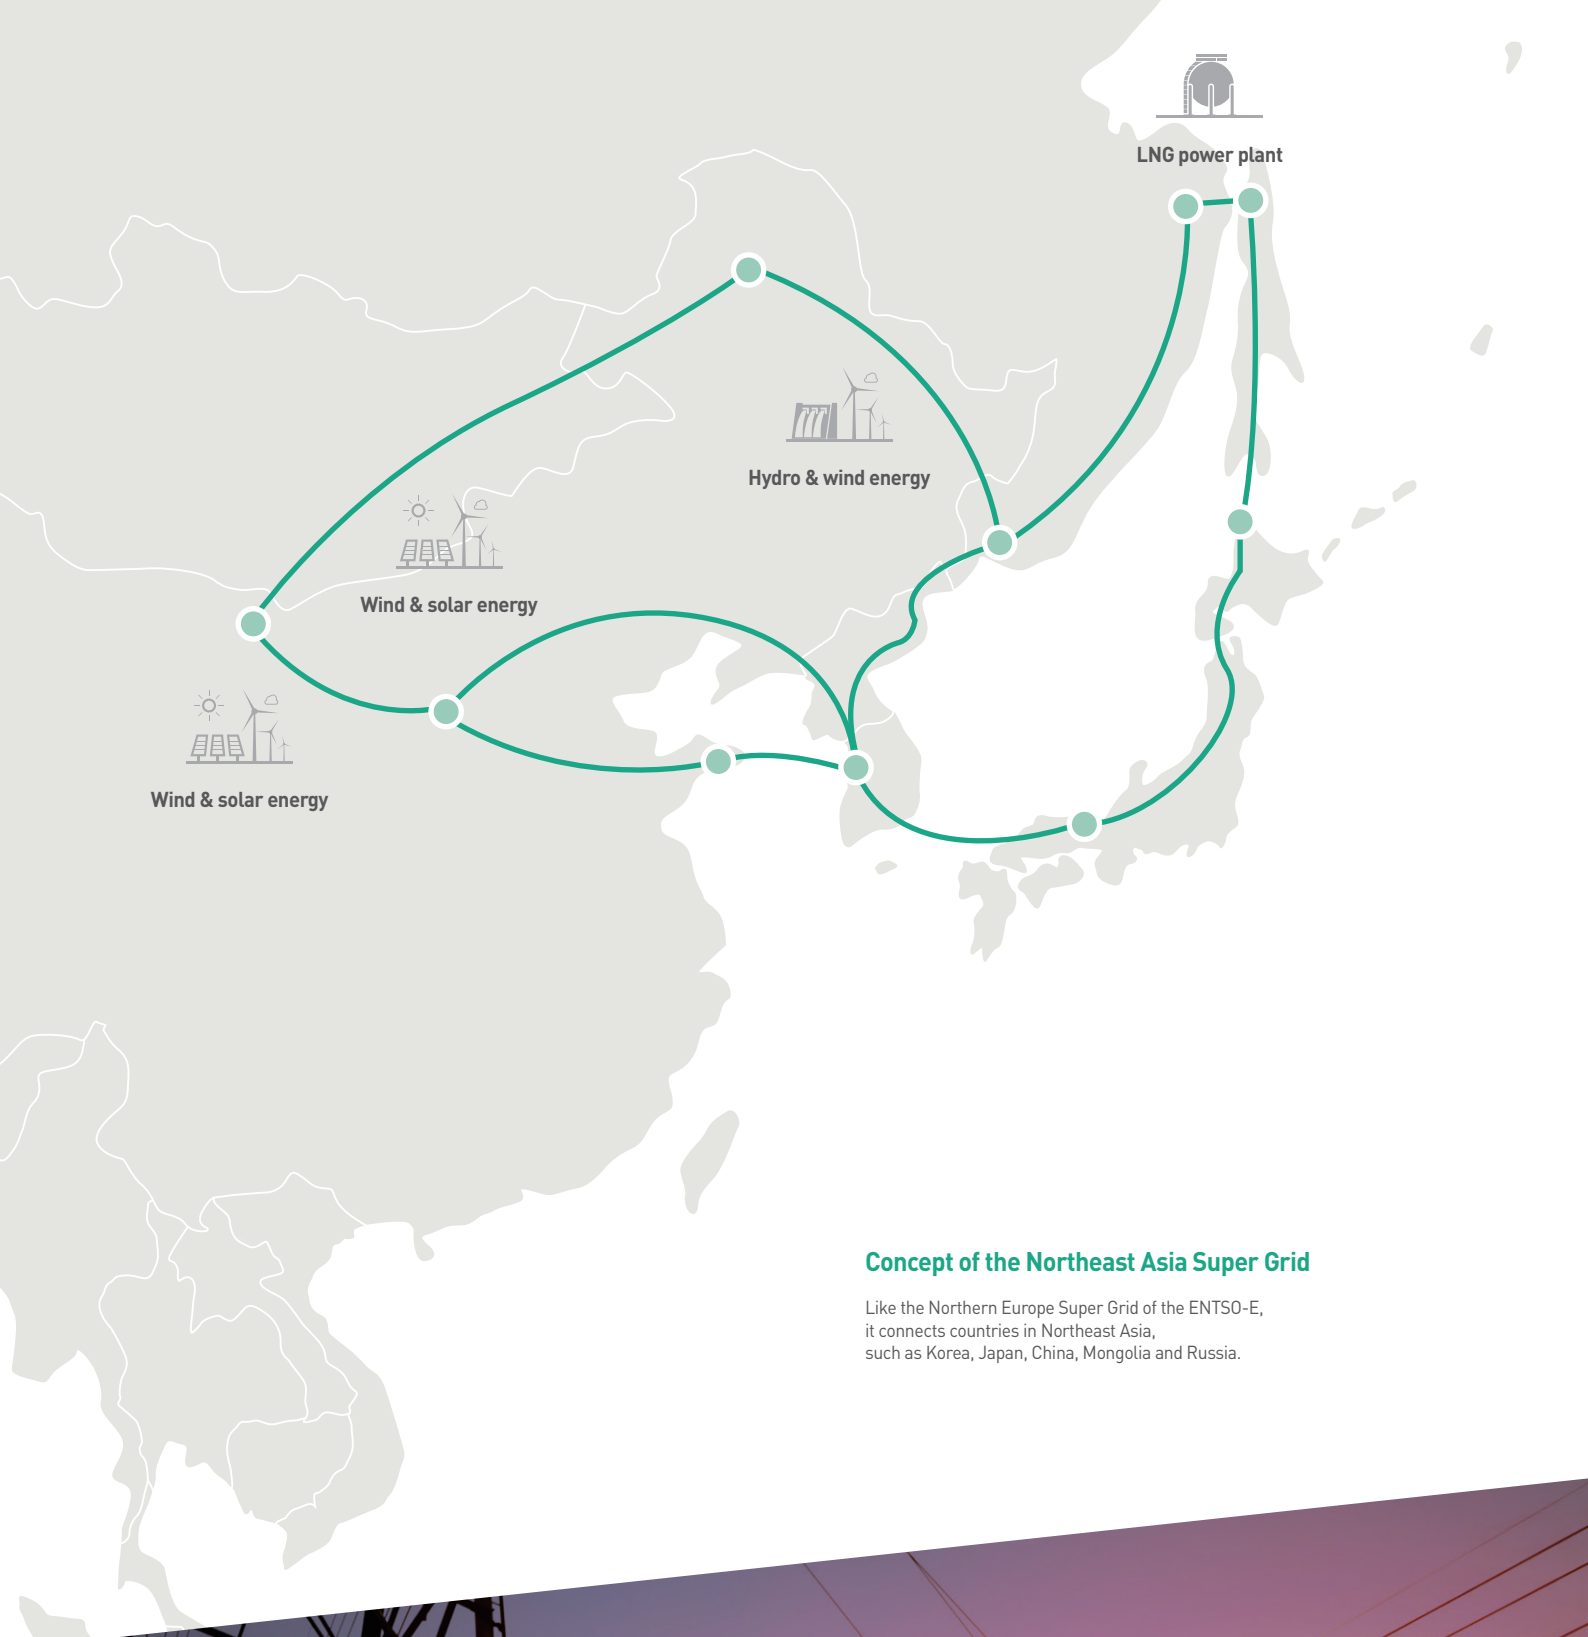 LNG power plant
Hydro & wind energy
Wind & solar energy
Wind & solar energy
Concept of the Northeast Asia Super Grid
Like the Northern Europe Super Grid of the ENTSO-E,
it connects countries in Northeast Asia,
such as Korea, Japan, China, Mongolia and Russia.